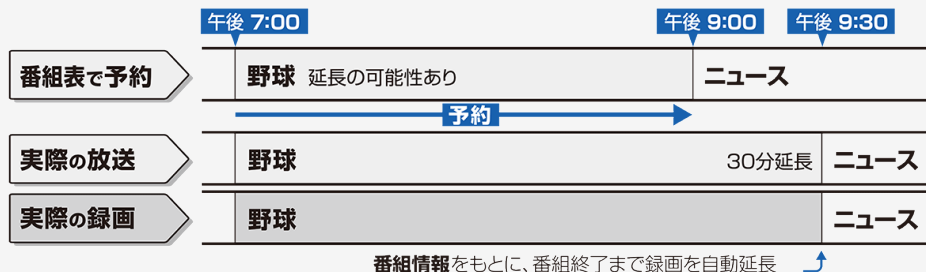 午後 7:00 午後 9:00 午後 9:30
番組表で予約 野球 延長の可能性あり ニュース
予約
実際の放送 野球 30分延長 ニュース
実際の録画 野球 ニュース
番組情報をもとに、番組終了まで録画を自動延長